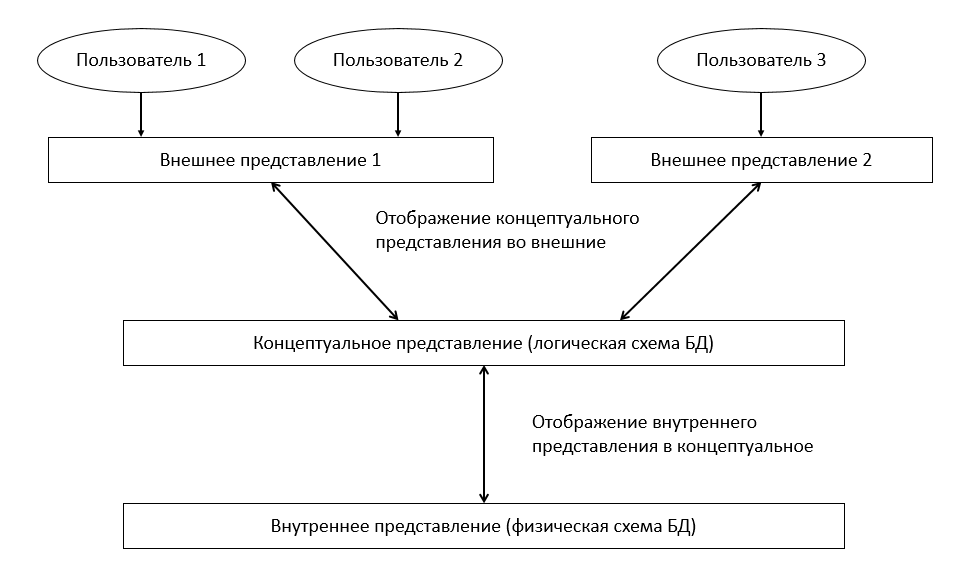 Пользователь 1
Пользователь 2
Пользователь 3
Внешнее представление 1
Внешнее представление 2
Отображение концептуального
представления во внешние
Концептуальное представление (логическая схема БД)
Отображение внутреннего
представления в концептуальное
Внутреннее представление (физическая схема БД)